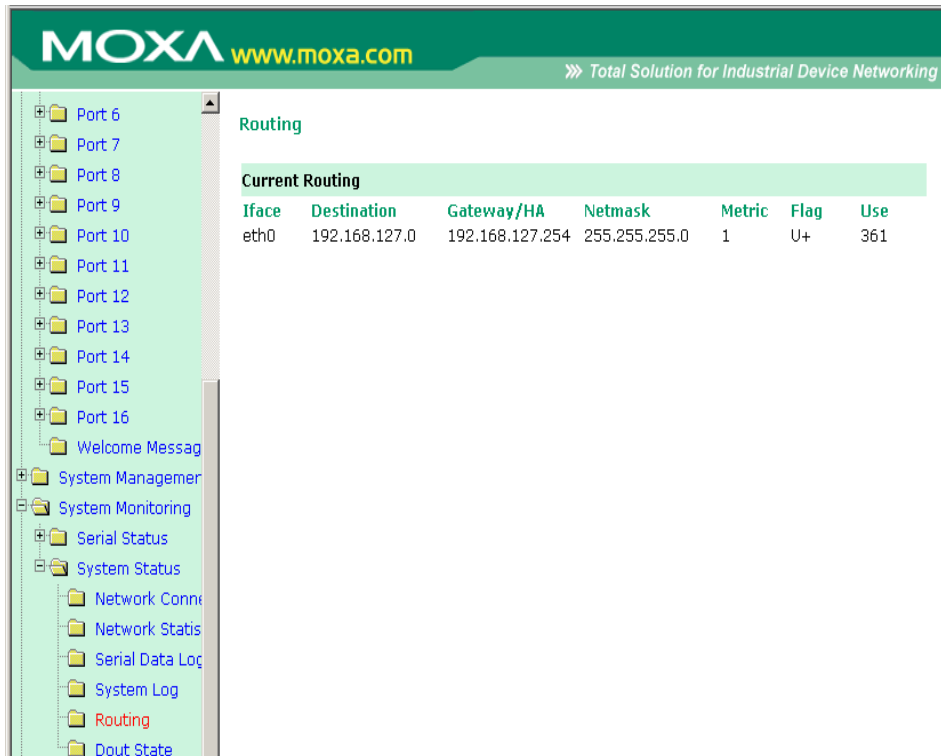 MOXA www.moxa.com
Total Solution for Industrial Device Networking
Port 6
Port 7
Port 8
Port 9
Port 10
Port 11
Port 12
Port 13
Port 14
Port 15
Port 16
Welcome Messag
System Managemer
System Monitoring
Serial Status
System Status
Network Conne
Network Statis
Serial Data Log
System Log
Routing
Dout State
Routing
Current Routing
Iface Destination Gateway/HA Netmask Metric Flag Use
eth0 192.168.127.0 192.168.127.254 255.255.255.0 1 U+ 361